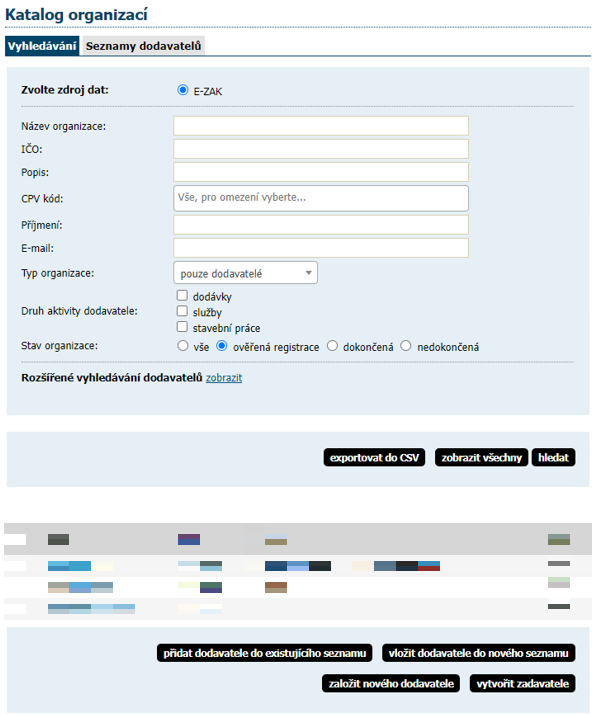 Katalog organizací
Vyhledávání Seznamy dodavatelů
Zvolte zdroj dat: E-ZAK
Název organizace:
IČO:
Popis:
CPV kód: Vše, pro omezení vyberte...
Příjmení:
E-mail:
Typ organizace: pouze dodavatelé
dodávky
Druh aktivity dodavatele: služby
stavební práce
Stav organizace: vše ověřená registrace dokončená nedokončená
Rozšířené vyhledávání dodavatelů zobrazit
exportovat do CSV zobrazit všechny hledat
přidat dodavatele do existujícího seznamu vložit dodavatele do nového seznamu
založit nového dodavatele vytvořit zadavatele